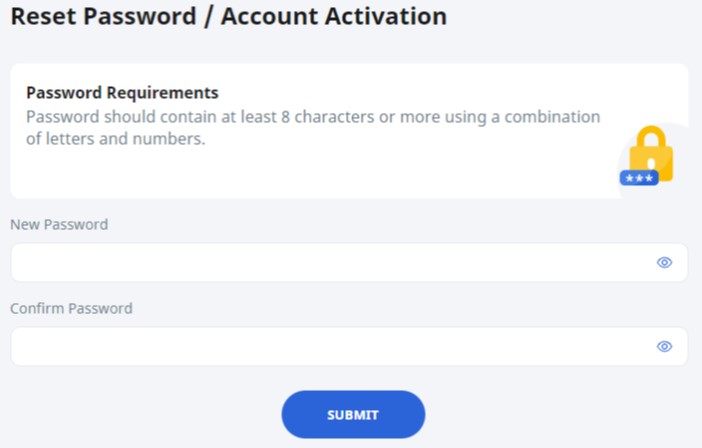 Reset Password / Account Activation
Password Requirements
Password should contain at least 8 characters or more using a combination
of letters and numbers.
***
New Password
Confirm Password
SUBMIT